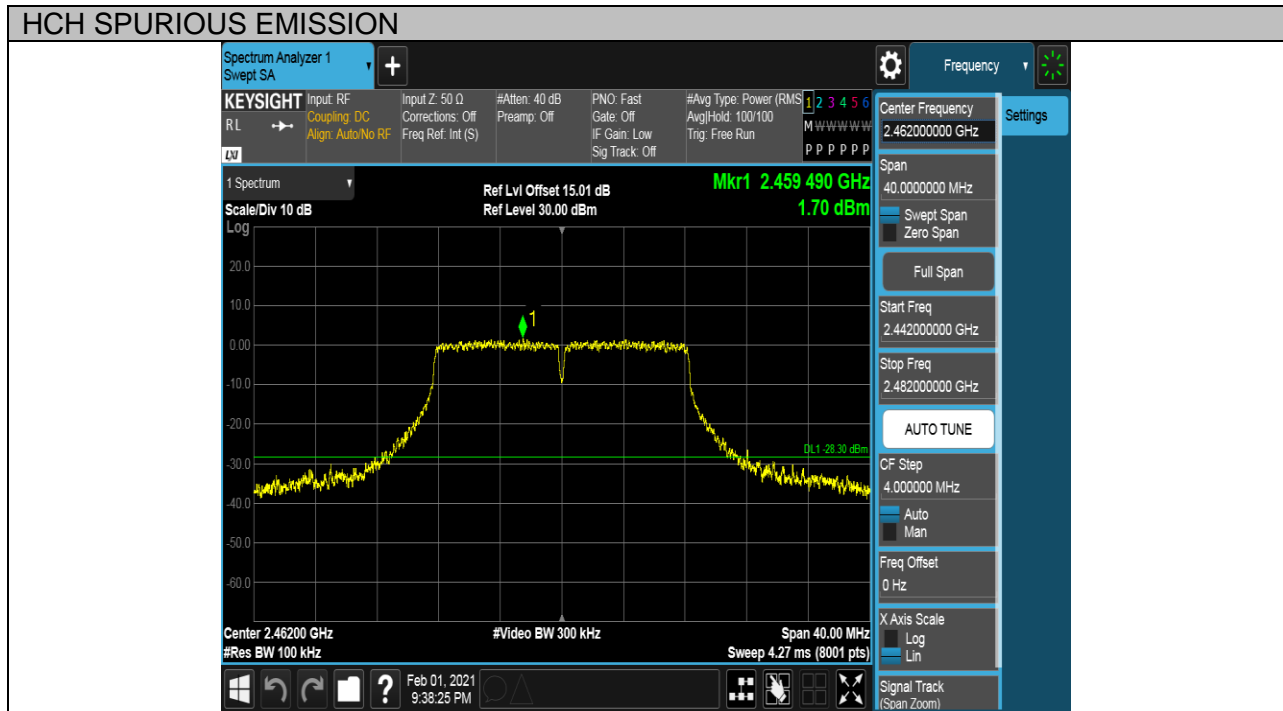 HCH SPURIOUS EMISSION
Spectrum Analyzer 1
Swept SA
+
Frequency
KEYSIGHT
RL
LXI
Input: RF
Coupling: DC
Align: Auto/No RF
Input Z: 50 Ω
Corrections: Off
Freq Ref: Int (S)
#Atten: 40 dB
Preamp: Off
PNO: Fast
Gate: Off
IF Gain: Low
Sig Track: Off
#Avg Type: Power (RMS
Avg|Hold: 100/100
Trig: Free Run
1 2 3 4 5 6
M W W W W W
P P P P P P
1 Spectrum
Scale/Div 10 dB
Log
Ref Lvl Offset 15.01 dB
Ref Level 30.00 dBm
Mkr1 2.459 490 GHz
1.70 dBm
20.0
10.0
0.00
-10.0
-20.0
-30.0
-40.0
-50.0
-60.0
1
DL1 -28.30 dBm
Center 2.46200 GHz
#Res BW 100 kHz
#Video BW 300 kHz
Span 40.00 MHz
Sweep 4.27 ms (8001 pts)
?
Feb 01, 2021
9:38:25 PM
Center Frequency
2.462000000 GHz
Settings
Span
40.0000000 MHz
Swept Span
Zero Span
Full Span
Start Freq
2.442000000 GHz
Stop Freq
2.482000000 GHz
AUTO TUNE
CF Step
4.000000 MHz
Auto
Man
Freq Offset
0 Hz
X Axis Scale
Log
Lin
Signal Track
(Span Zoom)